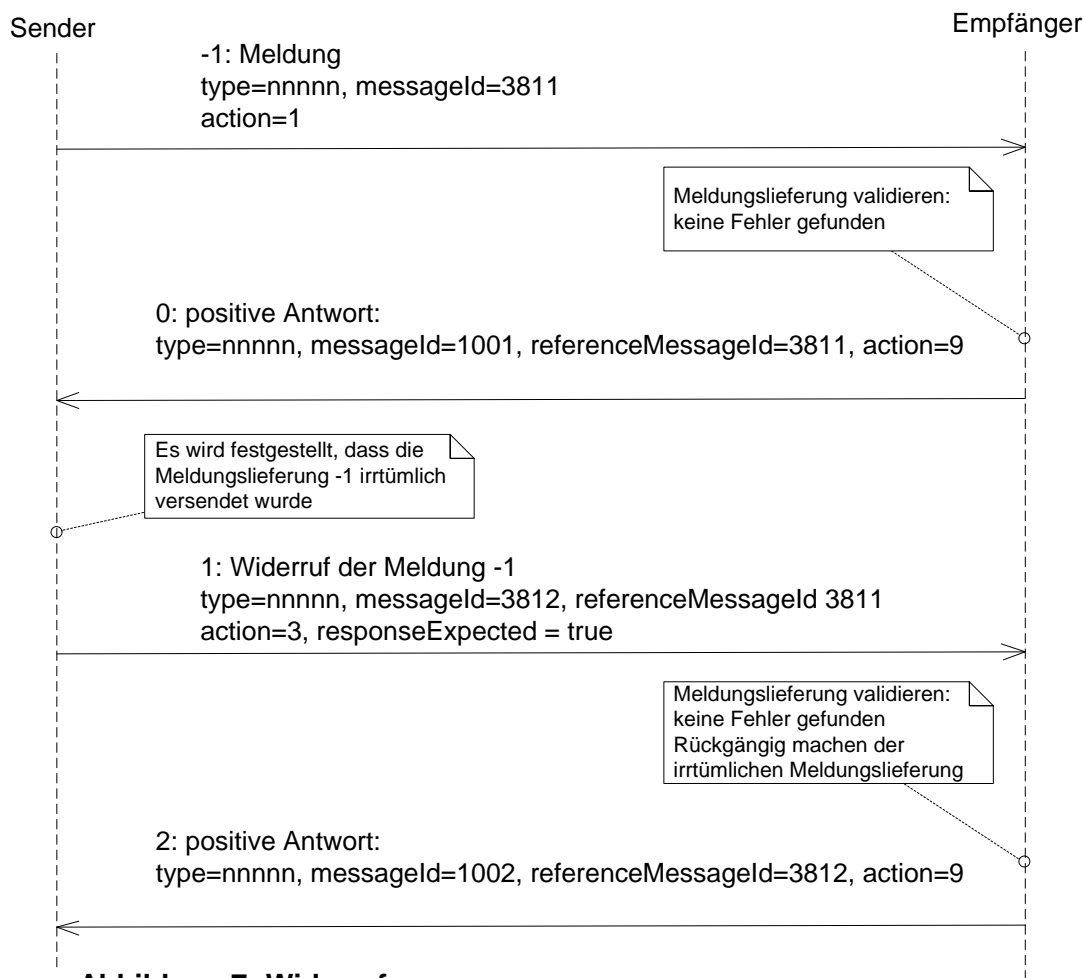 Sender
Empfänger
-1: Meldung
type=nnnnn, messageId=3811
action=1
Meldungslieferung validieren:
keine Fehler gefunden
0: positive Antwort:
type=nnnnn, messageId=1001, referenceMessageId=3811, action=9
Es wird festgestellt, dass die
Meldungslieferung -1 irrtümlich
versendet wurde
1: Widerruf der Meldung -1
type=nnnnn, messageId=3812, referenceMessageId 3811
action=3, responseExpected = true
Meldungslieferung validieren:
keine Fehler gefunden
Rückgängig machen der
irrtümlichen Meldungslieferung
2: positive Antwort:
type=nnnnn, messageId=1002, referenceMessageId=3812, action=9